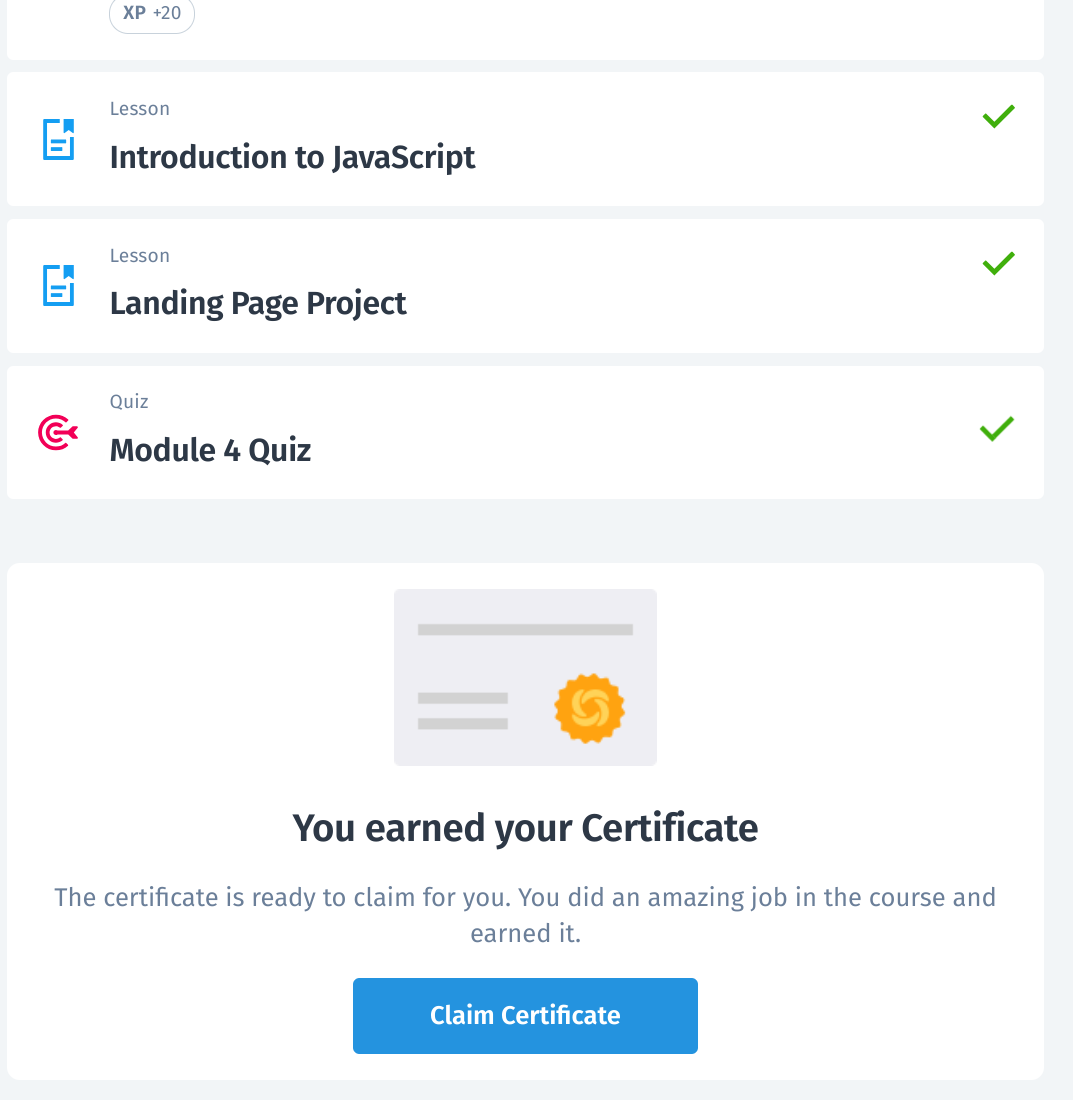 XP +20
Lesson
Introduction to JavaScript
Lesson
Landing Page Project
Quiz
Module 4 Quiz
You earned your Certificate
The certificate is ready to claim for you. You did an amazing job in the course and
earned it.
Claim Certificate